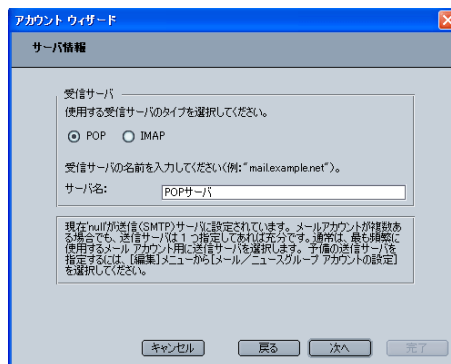 アカウント ウィザード
サーバ情報
受信サーバ
使用する受信サーバのタイプを選択してください。
POP IMAP
受信サーバの名前を入力してください(例:"mail.example.net")。
サーバ名: POPサーバ
現在'null'が送信(SMTP)サーバに設定されています。メールアカウントが複数あ
る場合でも、送信サーバは 1 つ指定してあれば充分です。通常は、最も頻繁に
使用するメール アカウント用に送信サーバを選択します。予備の送信サーバを
指定するには、[編集]メニューから[メール／ニュースグループ アカウントの設定]
を選択してください。
キャンセル 戻る 次へ 完了